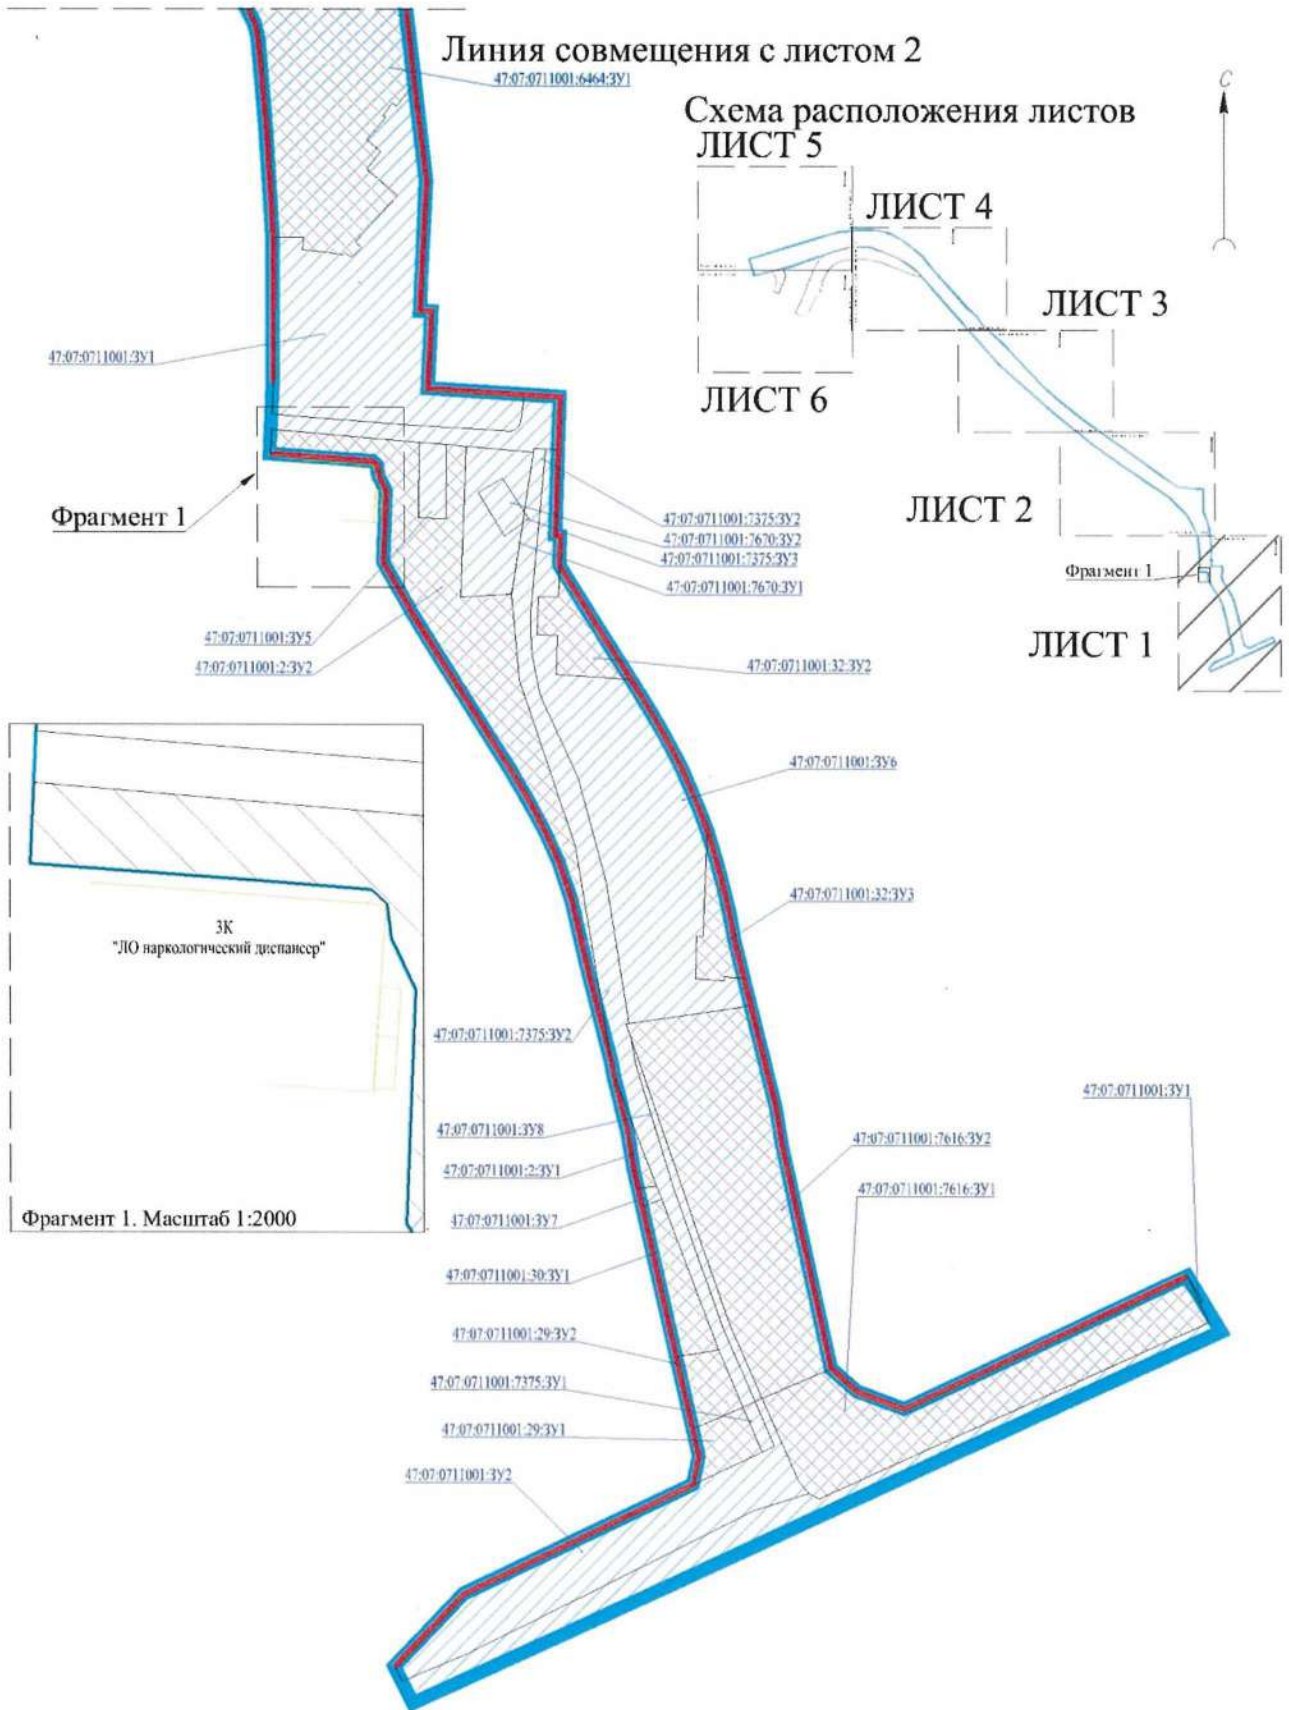 Линия совмещения с листом 2
47:07:0711001:6464:ЗУ1
Схема расположения листов
С
ЛИСТ 5
ЛИСТ 4
ЛИСТ 3
ЛИСТ 6
ЛИСТ 2
Фрагмент 1
ЛИСТ 1
47:07:0711001:ЗУ1
Фрагмент 1
47:07:0711001:7375:ЗУ2
47:07:0711001:7670:ЗУ2
47:07:0711001:7375:ЗУ3
47:07:0711001:7670:ЗУ1
47:07:0711001:ЗУ5
47:07:0711001:2:ЗУ2
47:07:0711001:32:ЗУ2
47:07:0711001:ЗУ6
47:07:0711001:32:ЗУ3
ЗК
"ЛО наркологический диспансер"
Фрагмент 1. Масштаб 1:2000
47:07:0711001:7375:ЗУ2
47:07:0711001:ЗУ1
47:07:0711001:ЗУ8
47:07:0711001:7616:ЗУ2
47:07:0711001:2:ЗУ1
47:07:0711001:7616:ЗУ1
47:07:0711001:ЗУ7
47:07:0711001:30:ЗУ1
47:07:0711001:29:ЗУ2
47:07:0711001:7375:ЗУ1
47:07:0711001:29:ЗУ1
47:07:0711001:ЗУ2